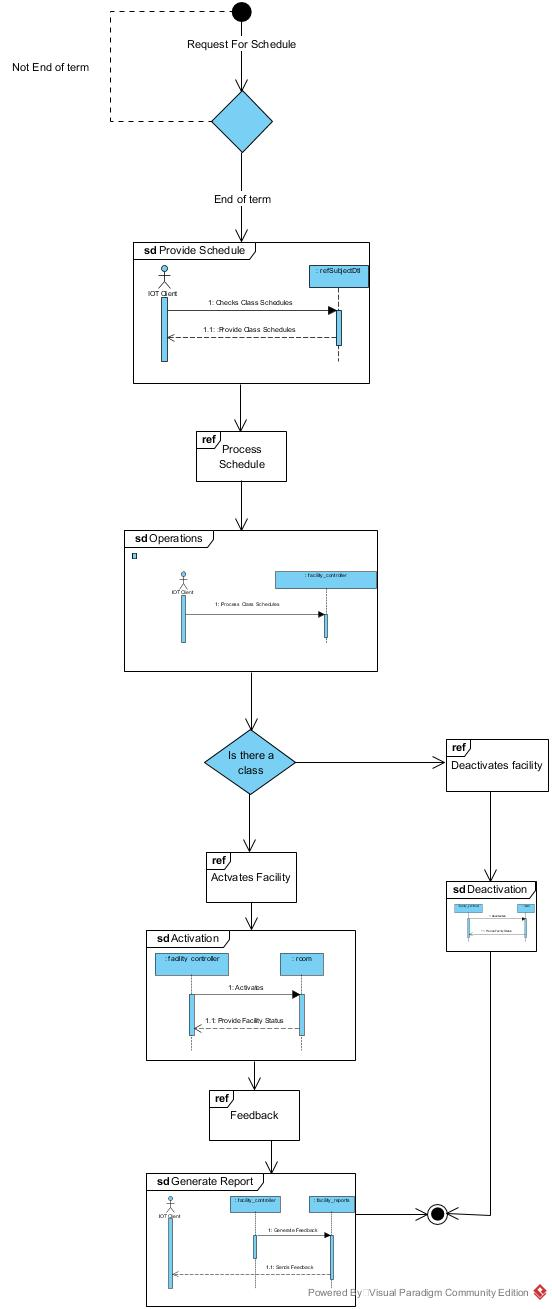 Request For Schedule
Not End of term
End of term
sd Provide Schedule
: refSubjectDtl
IOT Client
1: Checks Class Schedules
1.1: :Provide Class Schedules
ref
Process
Schedule
sd Operations
: facility_controller
IOT Client
1: Process Class Schedules
Is there a
class
ref
Deactivates facility
ref
Actvates Facility
sd Deactivation
sd Activation
: facility controller
: room
1: Activates
1.1: Provide Facility Status
ref
Feedback
sd Generate Report
: facility_controller
: facility_reports
IOT Client
1: Generate Feedback
1.1: Sends Feedback
Powered By Visual Paradigm Community Edition